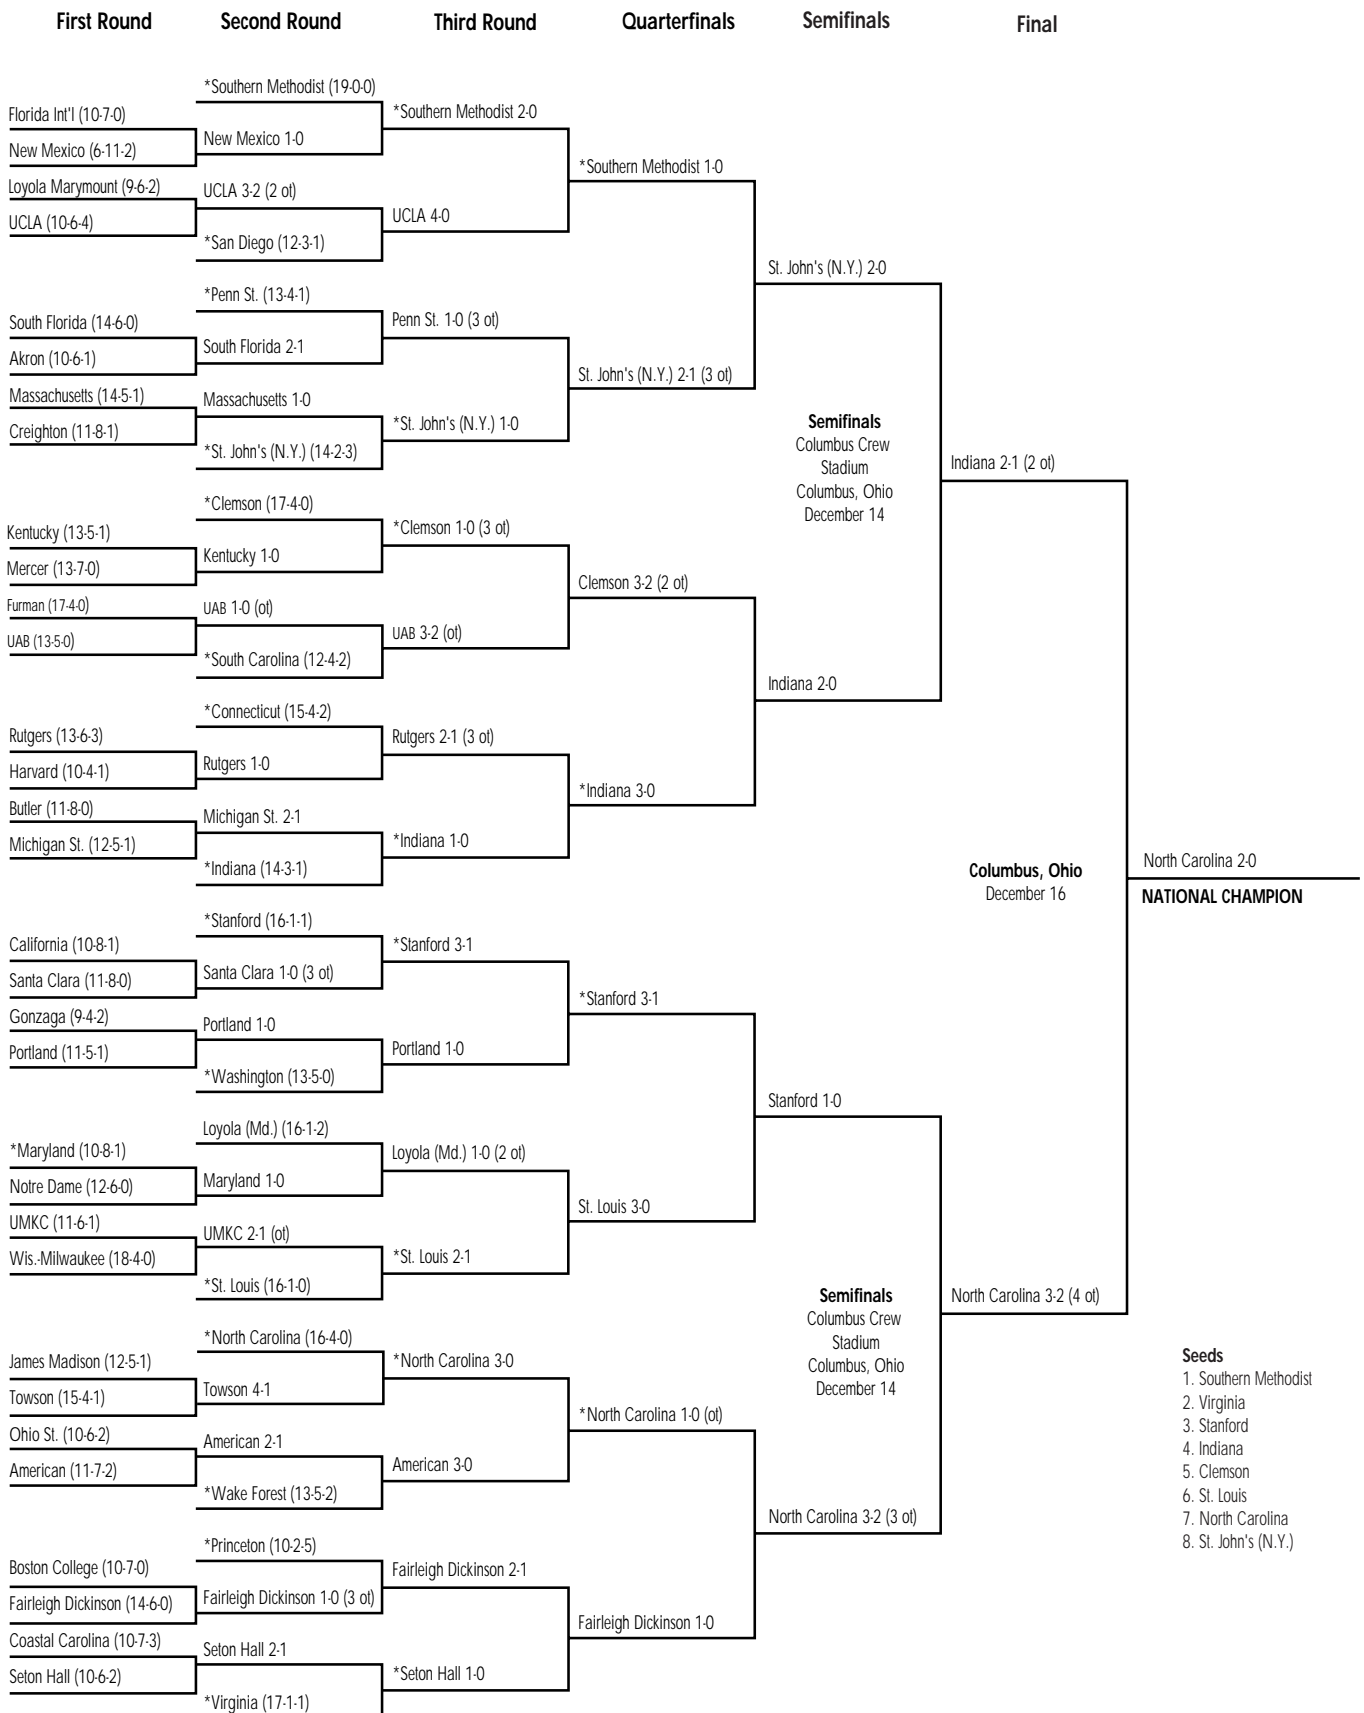 First Round
Second Round
Third Round
Quarterfinals
Semifinals
Final
Florida Int'l (10-7-0)
New Mexico (6-11-2)
Loyola Marymount (9-6-2)
UCLA (10-6-4)
South Florida (14-6-0)
Akron (10-6-1)
Massachusetts (14-5-1)
Creighton (11-8-1)
Kentucky (13-5-1)
Mercer (13-7-0)
Furman (17-4-0)
UAB (13-5-0)
Rutgers (13-6-3)
Harvard (10-4-1)
Butler (11-8-0)
Michigan St. (12-5-1)
California (10-8-1)
Santa Clara (11-8-0)
Gonzaga (9-4-2)
Portland (11-5-1)
*Maryland (10-8-1)
Notre Dame (12-6-0)
UMKC (11-6-1)
Wis.-Milwaukee (18-4-0)
James Madison (12-5-1)
Towson (15-4-1)
Ohio St. (10-6-2)
American (11-7-2)
Boston College (10-7-0)
Fairleigh Dickinson (14-6-0)
Coastal Carolina (10-7-3)
Seton Hall (10-6-2)
*Southern Methodist (19-0-0)
New Mexico 1-0
UCLA 3-2 (2 ot)
*San Diego (12-3-1)
*Penn St. (13-4-1)
South Florida 2-1
Massachusetts 1-0
*St. John's (N.Y.) (14-2-3)
*Clemson (17-4-0)
Kentucky 1-0
UAB 1-0 (ot)
*South Carolina (12-4-2)
*Connecticut (15-4-2)
Rutgers 1-0
Michigan St. 2-1
*Indiana (14-3-1)
*Stanford (16-1-1)
Santa Clara 1-0 (3 ot)
Portland 1-0
*Washington (13-5-0)
Loyola (Md.) (16-1-2)
Maryland 1-0
UMKC 2-1 (ot)
*St. Louis (16-1-0)
*North Carolina (16-4-0)
Towson 4-1
American 2-1
*Wake Forest (13-5-2)
*Princeton (10-2-5)
Fairleigh Dickinson 1-0 (3 ot)
Seton Hall 2-1
*Virginia (17-1-1)
*Southern Methodist 2-0
UCLA 4-0
Penn St. 1-0 (3 ot)
*St. John's (N.Y.) 1-0
*Clemson 1-0 (3 ot)
UAB 3-2 (ot)
Rutgers 2-1 (3 ot)
*Indiana 1-0
*Stanford 3-1
Portland 1-0
Loyola (Md.) 1-0 (2 ot)
*St. Louis 2-1
*North Carolina 3-0
American 3-0
Fairleigh Dickinson 2-1
*Seton Hall 1-0
*Southern Methodist 1-0
St. John's (N.Y.) 2-1 (3 ot)
Clemson 3-2 (2 ot)
*Indiana 3-0
*Stanford 3-1
St. Louis 3-0
*North Carolina 1-0 (ot)
Fairleigh Dickinson 1-0
St. John's (N.Y.) 2-0
Semifinals
Columbus Crew
Stadium
Columbus, Ohio
December 14
Indiana 2-0
Stanford 1-0
Semifinals
Columbus Crew
Stadium
Columbus, Ohio
December 14
North Carolina 3-2 (3 ot)
Indiana 2-1 (2 ot)
Columbus, Ohio
December 16
North Carolina 3-2 (4 ot)
North Carolina 2-0
NATIONAL CHAMPION
Seeds
1. Southern Methodist
2. Virginia
3. Stanford
4. Indiana
5. Clemson
6. St. Louis
7. North Carolina
8. St. John's (N.Y.)